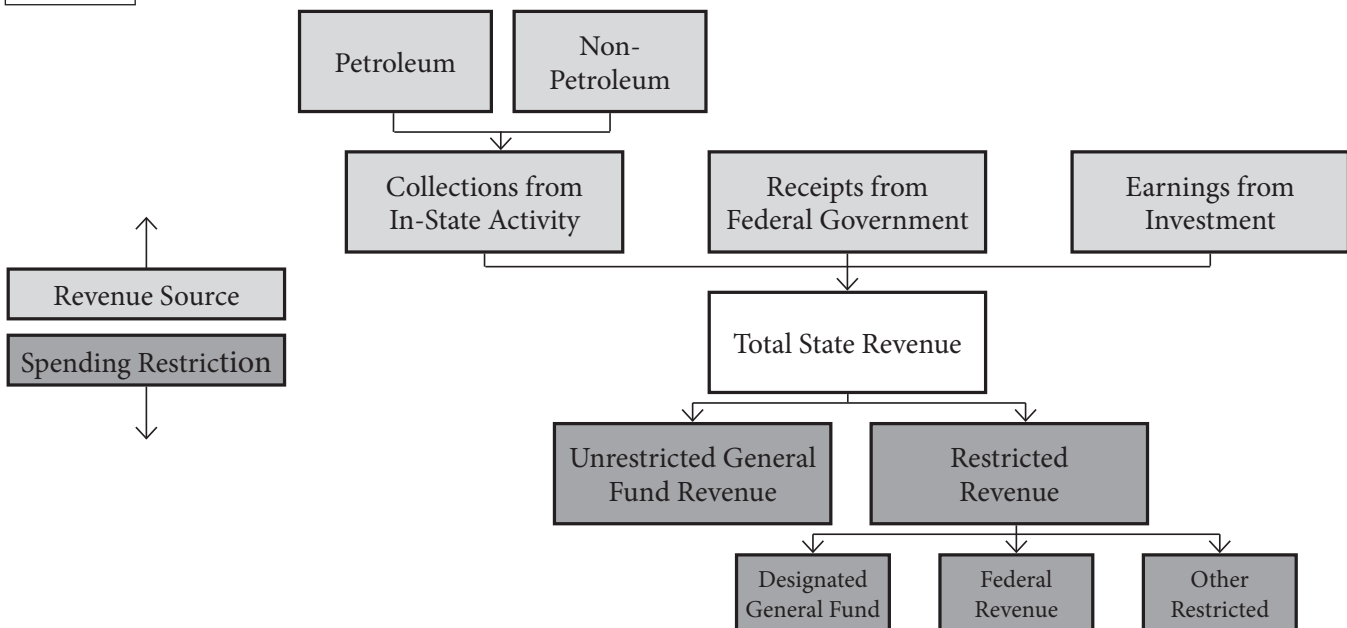 Petroleum
Non-
Petroleum
Collections from
In-State Activity
Receipts from
Federal Government
Earnings from
Investment
Revenue Source
Spending Restriction
Total State Revenue
Unrestricted General
Fund Revenue
Restricted
Revenue
Designated
General Fund
Federal
Revenue
Other
Restricted